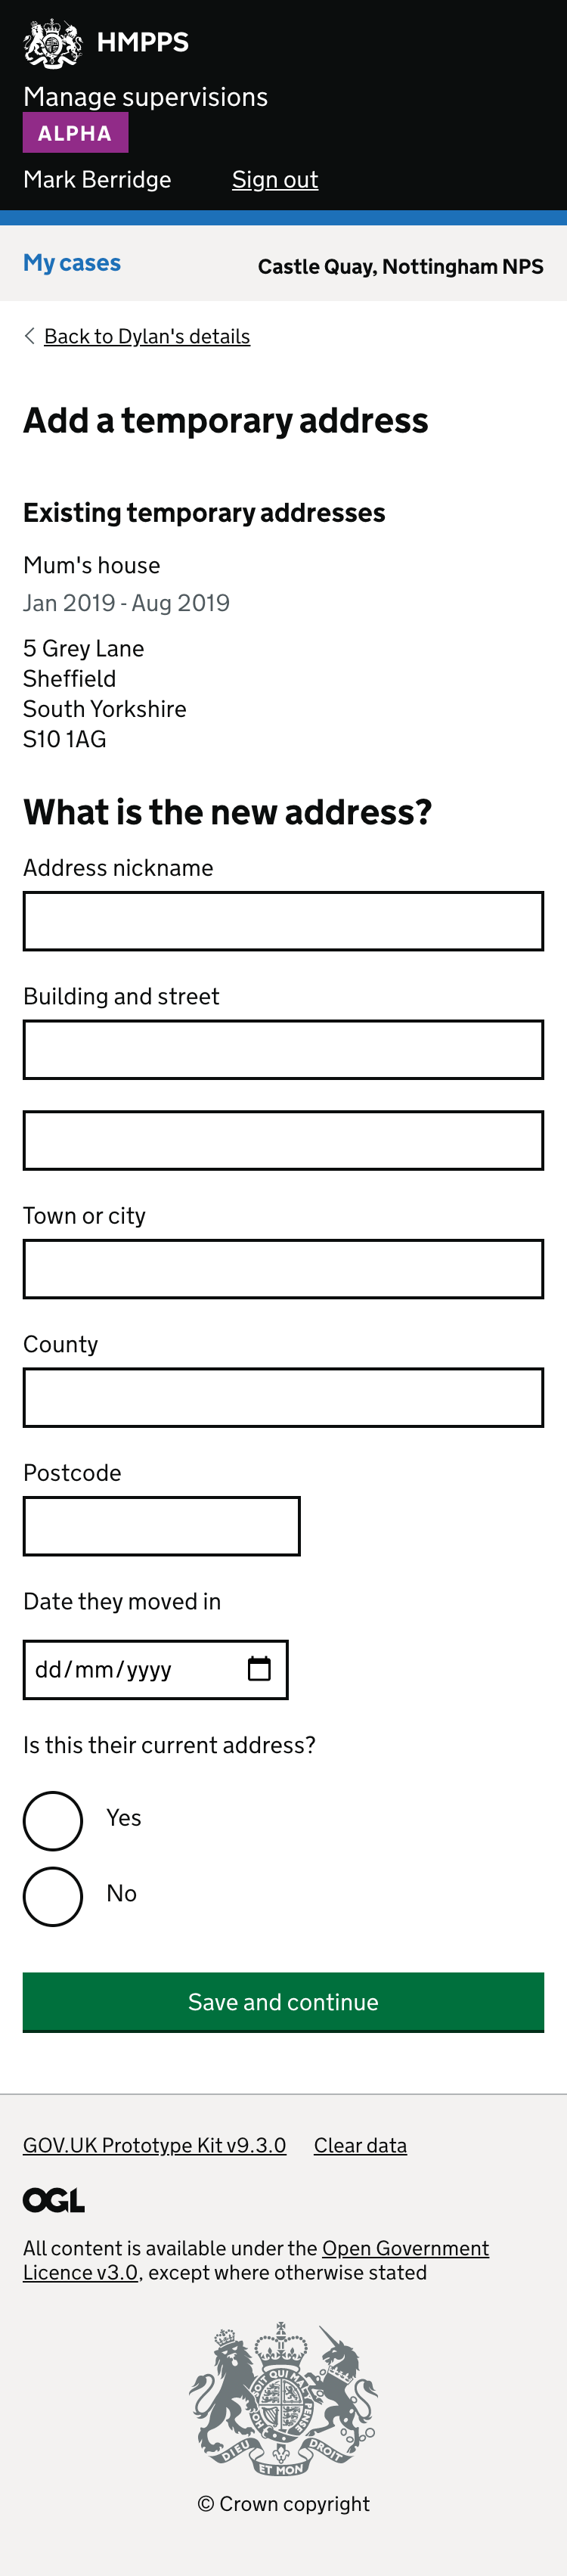 HMPPS
Manage supervisions
ALPHA
Mark Berridge Sign out
My cases Castle Quay, Nottingham NPS
Back to Dylan's details
Add a temporary address
Existing temporary addresses
Mum's house
Jan 2019 - Aug 2019
5 Grey Lane
Sheffield
South Yorkshire
S10 1AG
What is the new address?
Address nickname
Building and street
Town or city
County
Postcode
Date they moved in
dd/mm/yyyy
Is this their current address?
Yes
No
Save and continue
GOV.UK Prototype Kit v9.3.0 Clear data
OGL
All content is available under the Open Government
Licence v3.0, except where otherwise stated
DIEU ET MON DROIT
© Crown copyright